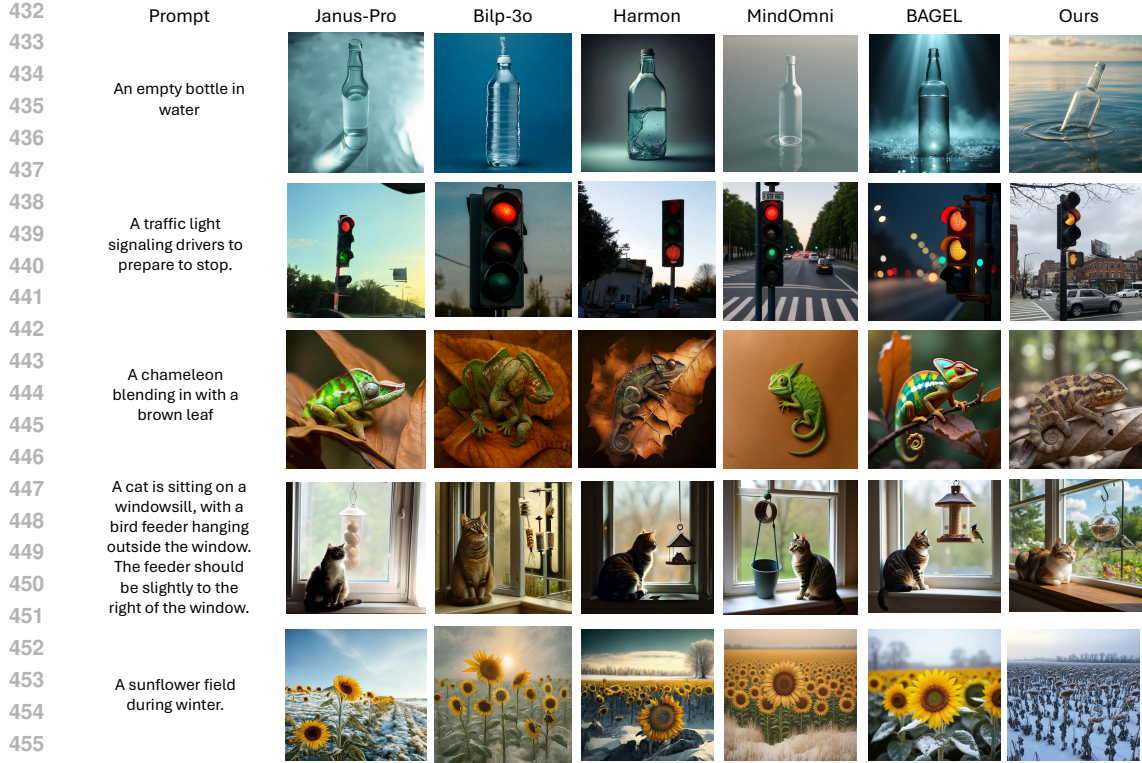 432
Prompt Janus-Pro Bilp-3o Harmon MindOmni BAGEL Ours
433
434
An empty bottle in
435
water
436
437
438
A traffic light
439
signaling drivers to
440
prepare to stop.
441
442
443
A chameleon
444
blending in with a
brown leaf
445
446
447
A cat is sitting on a
windowsill, with a
448
bird feeder hanging
449
outside the window.
The feeder should
450
be slightly to the
right of the window.
451
452
453
A sunflower field
during winter.
454
455